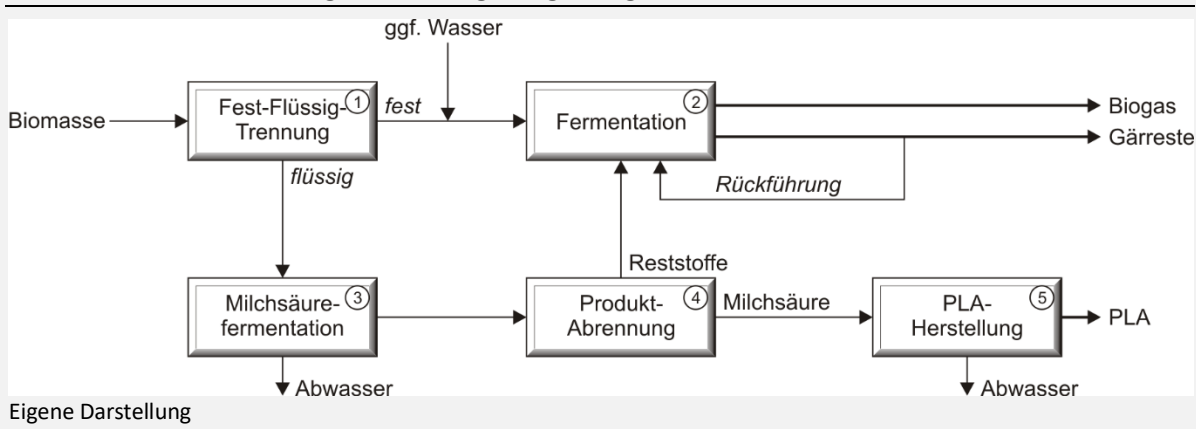 ggf. Wasser
Biomasse
Fest-Flüssig-
Trennung
1
fest
Fermentation
2
Biogas
Gärreste
flüssig
Rückführung
Reststoffe
Milchsäure-
fermentation
3
Produkt-
Abrennung
4
Milchsäure
PLA-
Herstellung
5
PLA
Abwasser
Abwasser
Eigene Darstellung